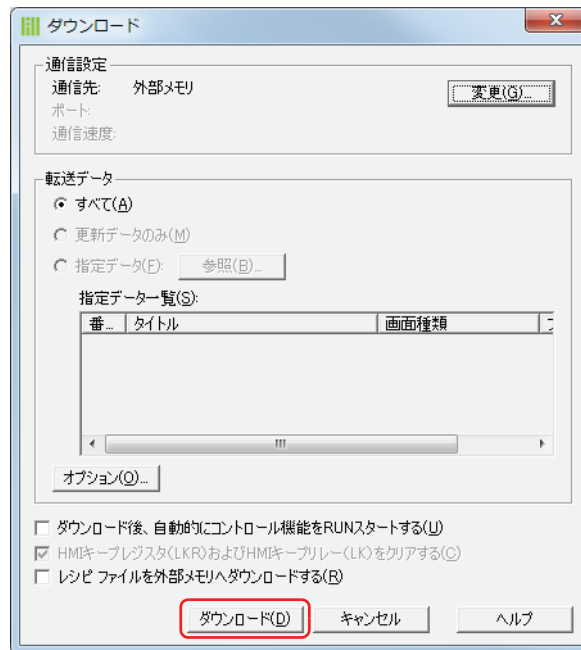 ダウンロード
通信設定
通信先: 外部メモリ
変更(G)...
ポート:
通信速度:
転送データ
すべて(A)
更新データのみ(M)
指定データ(F): 参照(B)...
指定データ一覧(S):
番... タイトル 画面種類
オプション(O)...
ダウンロード後、自動的にコントロール機能をRUNスタートする(U)
HMIキープレジスタ(LKR)およびHMIキープリレー(LK)をクリアする(C)
レシピ ファイルを外部メモリへダウンロードする(R)
ダウンロード(D) キャンセル ヘルプ